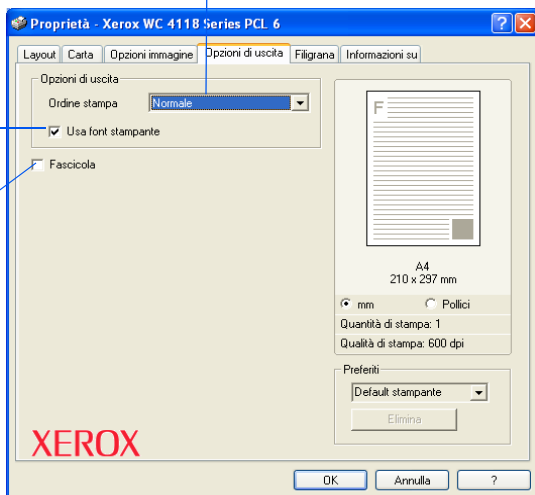 Proprietà - Xerox WC 4118 Series PCL 6
Layout Carta Opzioni immagine Opzioni di uscita Filigrana Informazioni su
Opzioni di uscita
Ordine stampa Normale
Usa font stampante
Fascicola
F
A4
210 x 297 mm
mm Pollici
Quantità di stampa: 1
Qualità di stampa: 600 dpi
Preferiti
Default stampante
Elimina
XEROX
OK Annulla ?